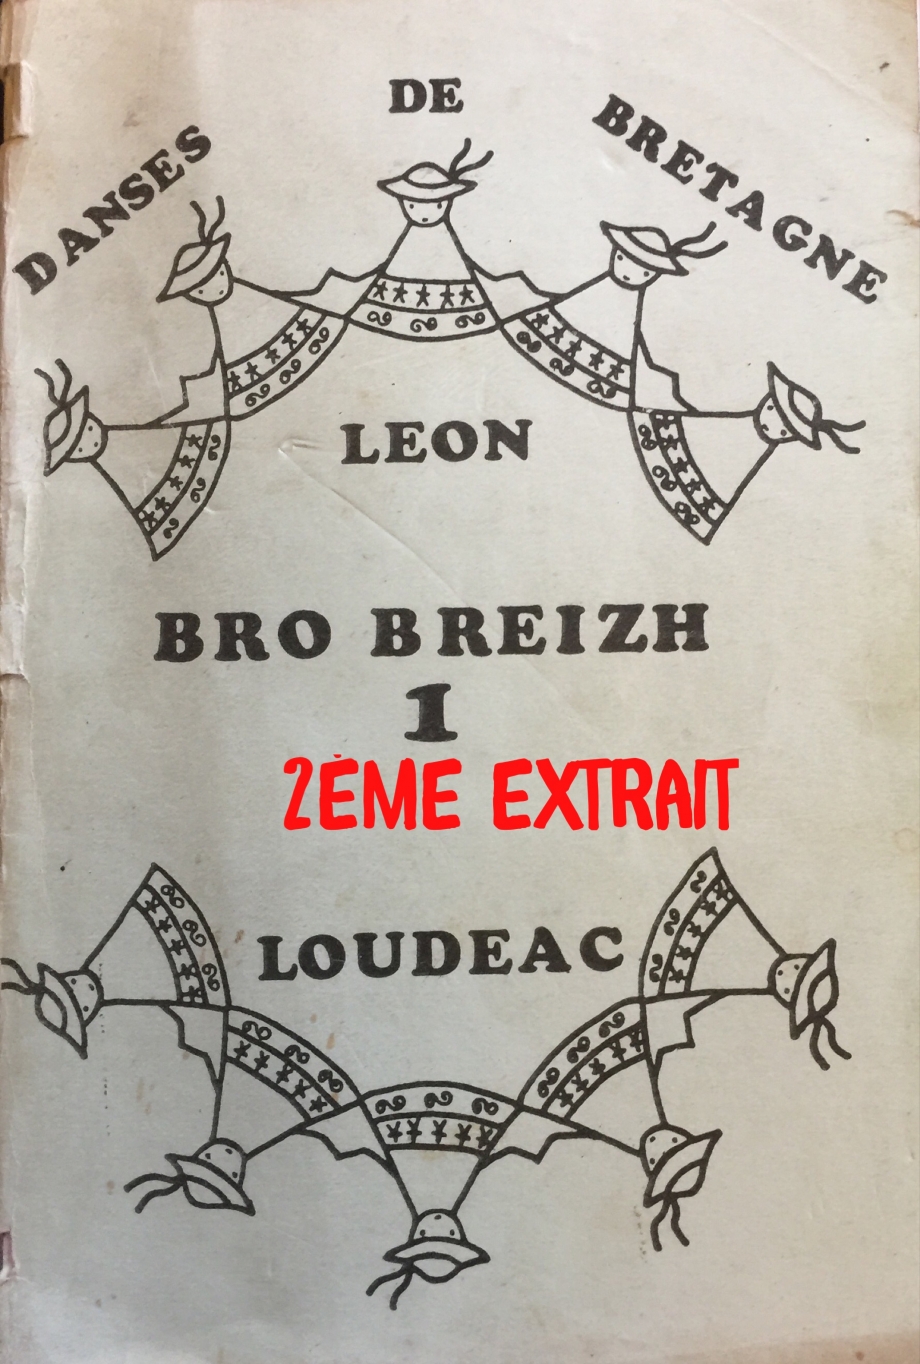 DANSES DE BRETAGNE
LEON
BRO BREIZH
1
2ÈME EXTRAIT
LOUDEAC